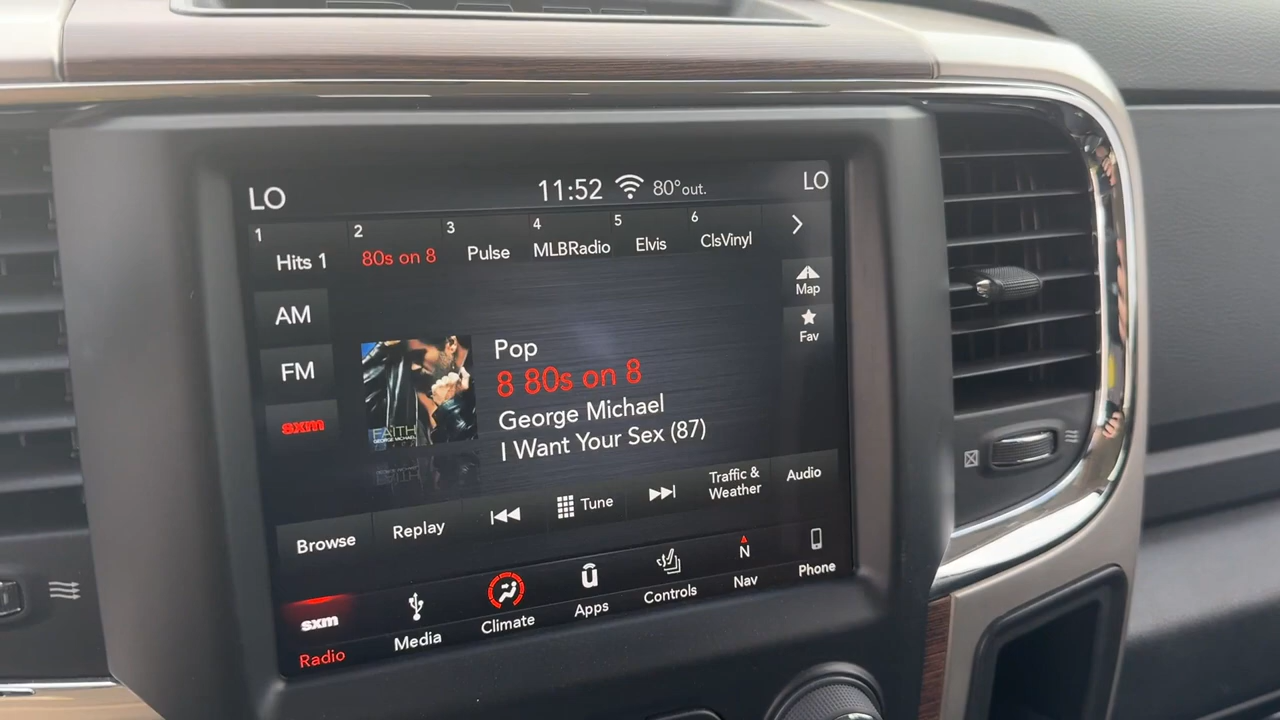 LO 11:52 80°out. LO
1 2 3 4 5 6
Hits 1 80s on 8 Pulse MLBRadio Elvis ClsVinyl
AM
Map
FM
Fav
sxm
FAITH
GEORGE MICHAEL
Pop
8 80s on 8
George Michael
I Want Your Sex (87)
Browse Replay Tune Traffic & Weather Audio
sxm
Radio Media Climate Apps Controls N Nav Phone